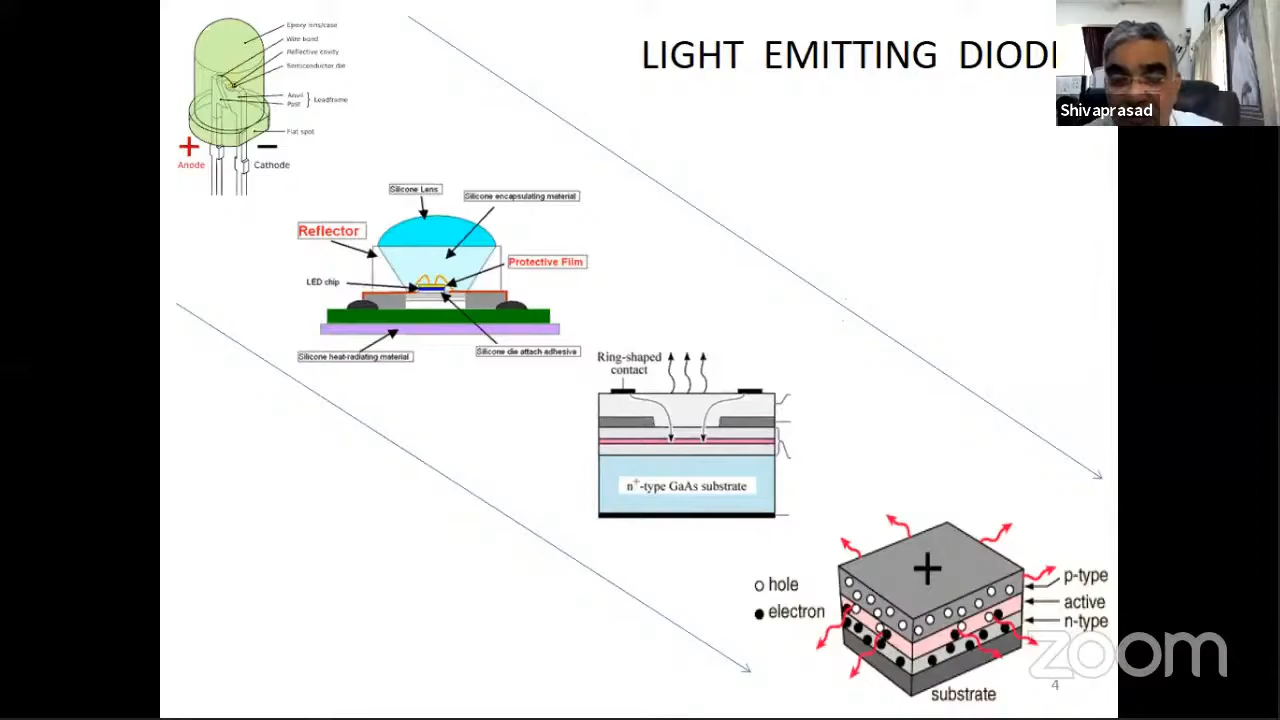 LIGHT EMITTING DIODE
Shivaprasad
Epoxy lens/case
Wire bond
Reflective cavity
Semiconductor die
Anvil
Post
Leadframe
Flat spot
+
−
Anode
Cathode
Silicone Lens
Silicone encapsulating material
Reflector
Protective Film
LED chip
Silicone heat-radiating material
Silicone die attach adhesive
Ring-shaped
contact
n+-type GaAs substrate
+
hole
electron
p-type
active
n-type
substrate
zoom
4